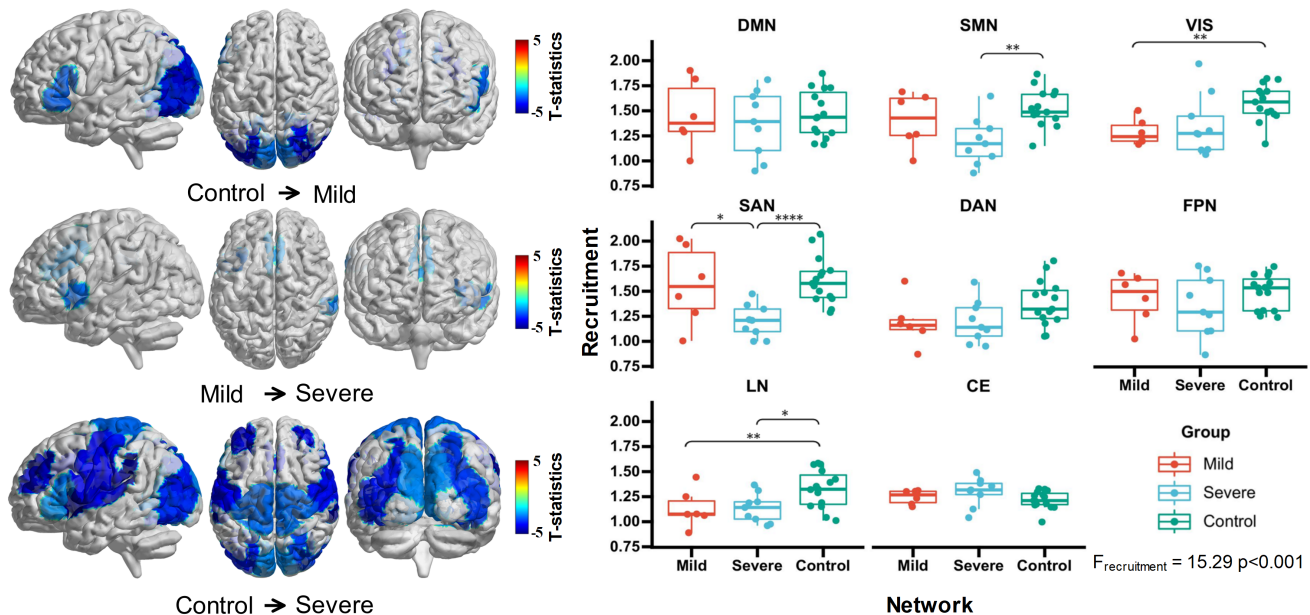 5
-5
T-statistics
Control → Mild
5
-5
T-statistics
Mild → Severe
5
-5
T-statistics
Control → Severe
Recruitment
DMN
SMN
VIS
2.00
1.75
1.50
1.25
1.00
0.75
**
**
SAN
DAN
FPN
2.00
1.75
1.50
1.25
1.00
0.75
*
****
Mild
Severe
Control
LN
CE
2.00
1.75
1.50
1.25
1.00
0.75
*
**
Mild
Severe
Control
Mild
Severe
Control
Network
Group
Mild
Severe
Control
Frecruitment = 15.29 p<0.001